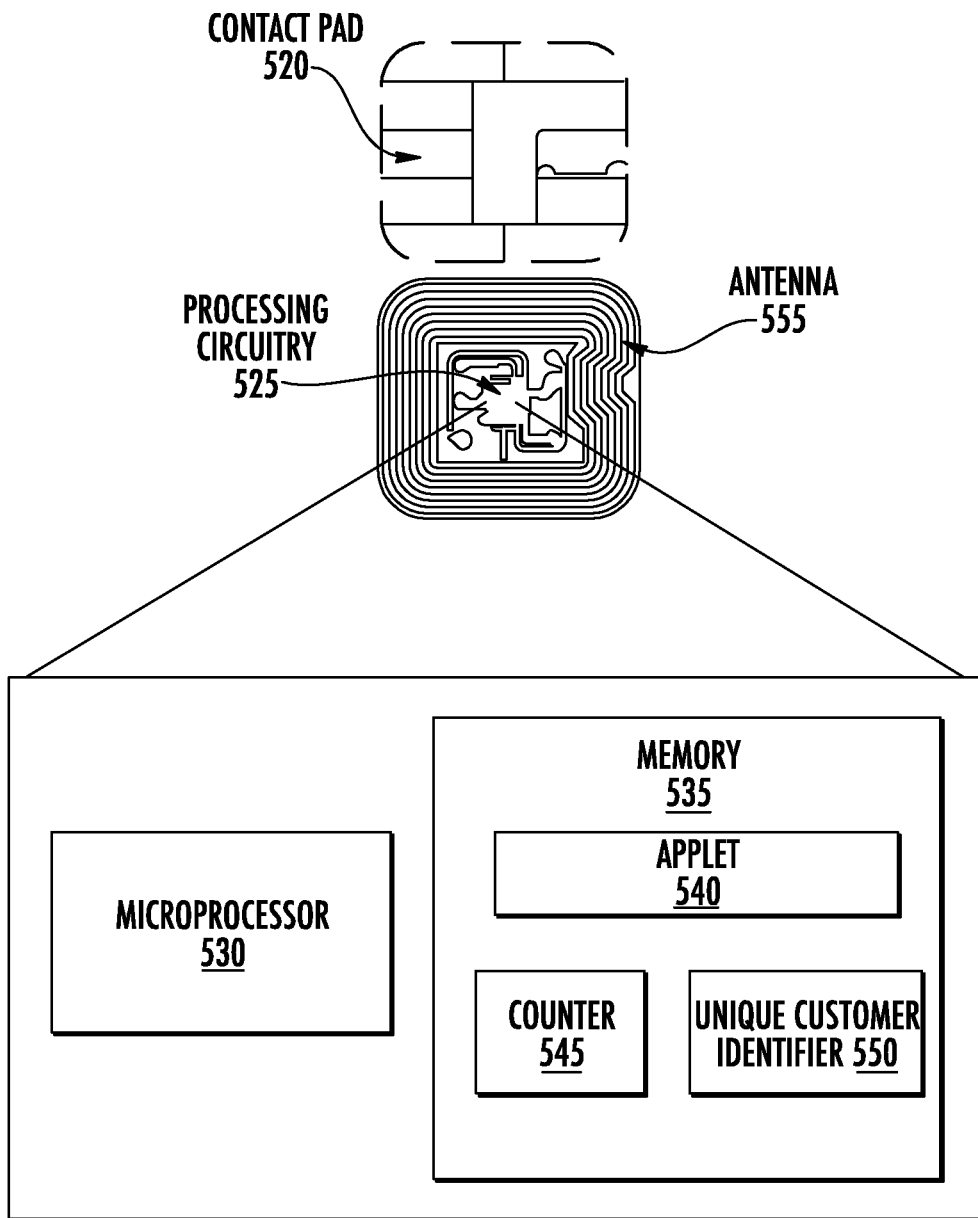 CONTACT PAD
520
PROCESSING
CIRCUITRY
525
ANTENNA
555
MEMORY
535
APPLET
540
MICROPROCESSOR
530
COUNTER
545
UNIQUE CUSTOMER
IDENTIFIER 550